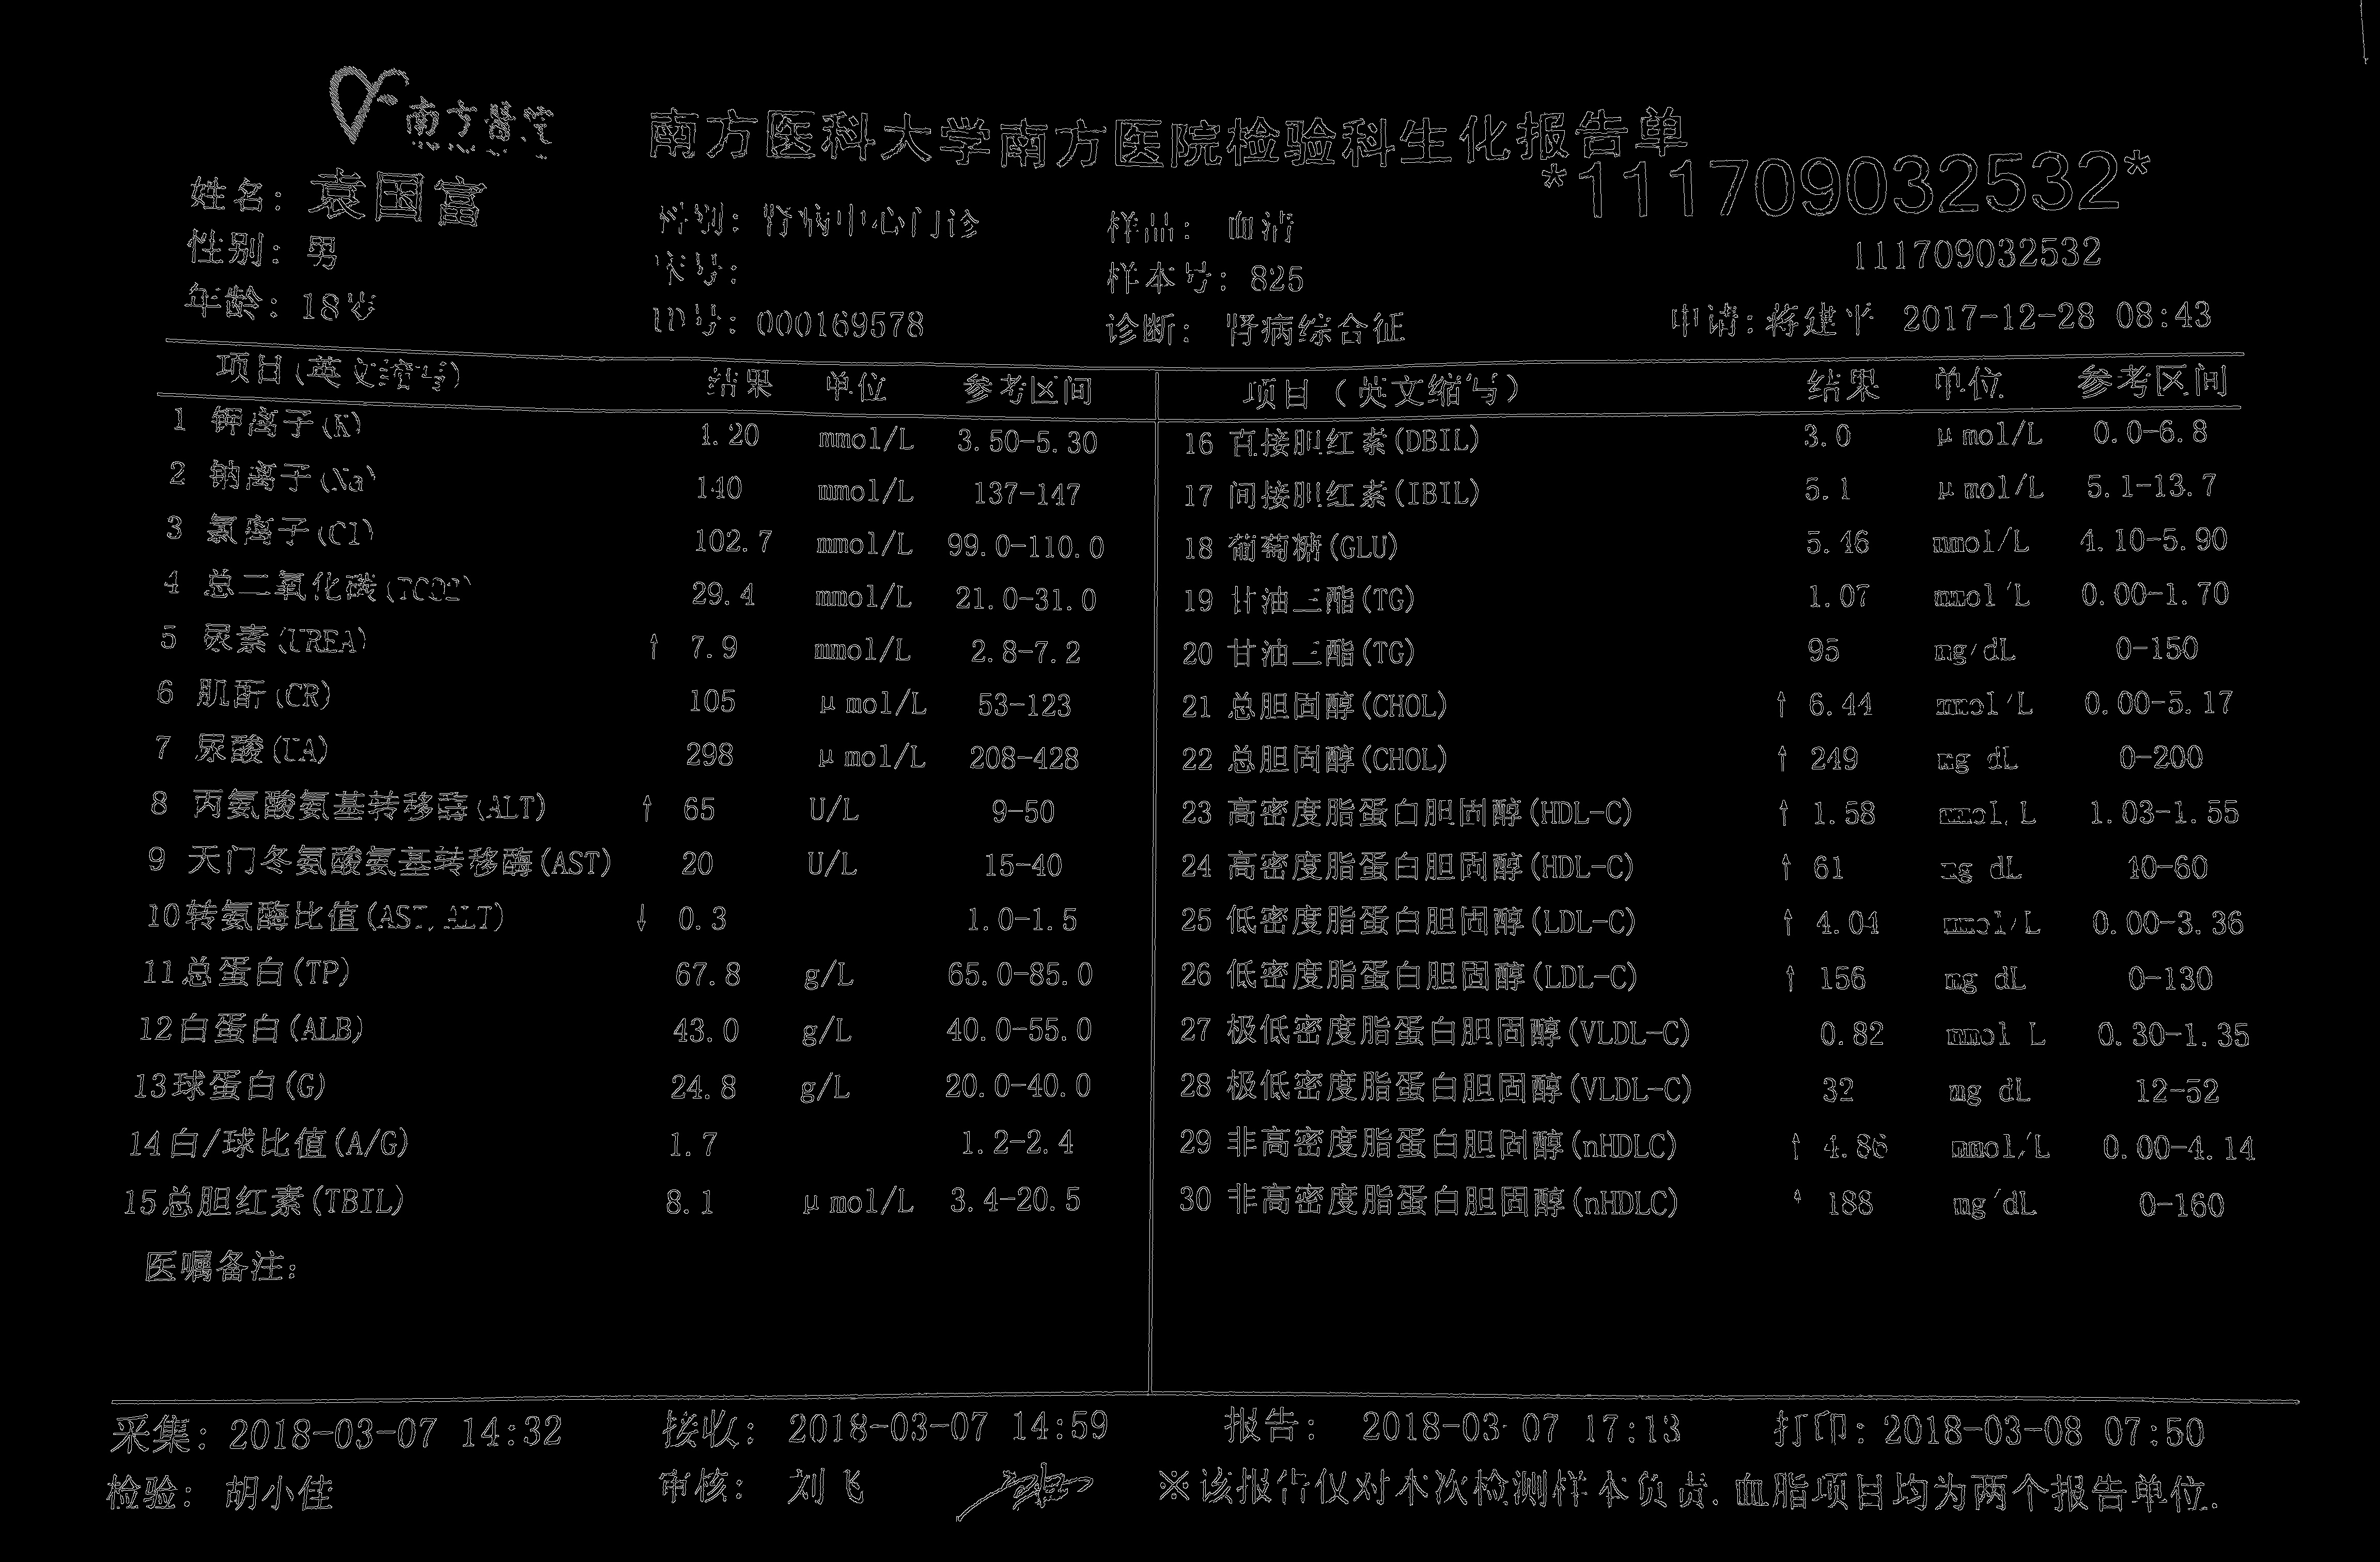 南方医院
南方医科大学南方医院检验科生化报告单
*111709032532*
111709032532
姓名: 袁国富 科别: 肾病中心门诊 样品: 血清
性别: 男 床号: 样本号: 825
年龄: 18岁 ID号: 000169578 诊断: 肾病综合征 申请: 蒋建平 2017-12-28 08:43
项目(英文缩写) 结果 单位 参考区间 项目(英文缩写) 结果 单位 参考区间
1 钾离子(K) 4.20 mmol/L 3.50-5.30
2 钠离子(Na) 140 mmol/L 137-147
3 氯离子(Cl) 102.7 mmol/L 99.0-110.0
4 总二氧化碳(TCO2) 29.4 mmol/L 21.0-31.0
5 尿素(UREA) ↑ 7.9 mmol/L 2.8-7.2
6 肌酐(CR) 105 μmol/L 53-123
7 尿酸(UA) 298 μmol/L 208-428
8 丙氨酸氨基转移酶(ALT) ↑ 65 U/L 9-50
9 天门冬氨酸氨基转移酶(AST) 20 U/L 15-40
10 转氨酶比值(AST/ALT) ↓ 0.3 1.0-1.5
11 总蛋白(TP) 67.8 g/L 65.0-85.0
12 白蛋白(ALB) 43.0 g/L 40.0-55.0
13 球蛋白(G) 24.8 g/L 20.0-40.0
14 白/球比值(A/G) 1.7 1.2-2.4
15 总胆红素(TBIL) 8.1 μmol/L 3.4-20.5
16 直接胆红素(DBIL) 3.0 μmol/L 0.0-6.8
17 间接胆红素(IBIL) 5.1 μmol/L 5.1-13.7
18 葡萄糖(GLU) 5.46 mmol/L 4.10-5.90
19 甘油三酯(TG) 1.07 mmol/L 0.00-1.70
20 甘油三酯(TG) 95 mg/dL 0-150
21 总胆固醇(CHOL) ↑ 6.44 mmol/L 0.00-5.17
22 总胆固醇(CHOL) ↑ 249 mg/dL 0-200
23 高密度脂蛋白胆固醇(HDL-C) ↑ 1.58 mmol/L 1.03-1.55
24 高密度脂蛋白胆固醇(HDL-C) ↑ 61 mg/dL 40-60
25 低密度脂蛋白胆固醇(LDL-C) ↑ 4.04 mmol/L 0.00-3.36
26 低密度脂蛋白胆固醇(LDL-C) ↑ 156 mg/dL 0-130
27 极低密度脂蛋白胆固醇(VLDL-C) 0.82 mmol/L 0.30-1.35
28 极低密度脂蛋白胆固醇(VLDL-C) 32 mg/dL 12-52
29 非高密度脂蛋白胆固醇(nHDLC) ↑ 4.86 mmol/L 0.00-4.14
30 非高密度脂蛋白胆固醇(nHDLC) ↑ 188 mg/dL 0-160
医嘱备注:
采集: 2018-03-07 14:32 接收: 2018-03-07 14:59 报告: 2018-03-07 17:13 打印: 2018-03-08 07:50
检验: 胡小佳 审核: 刘飞 ※该报告仅对本次检测样本负责.血脂项目均为两个报告单位.